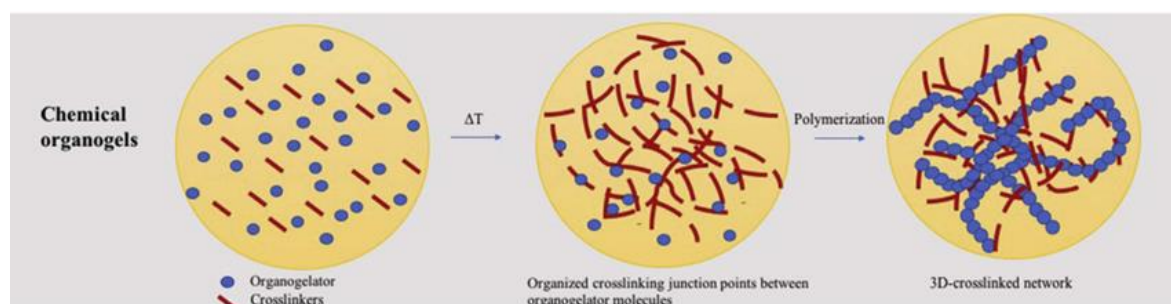 Chemical
organogels
ΔT
Polymerization
Organogelator
Crosslinkers
Organized crosslinking junction points between
organogelator molecules
3D-crosslinked network